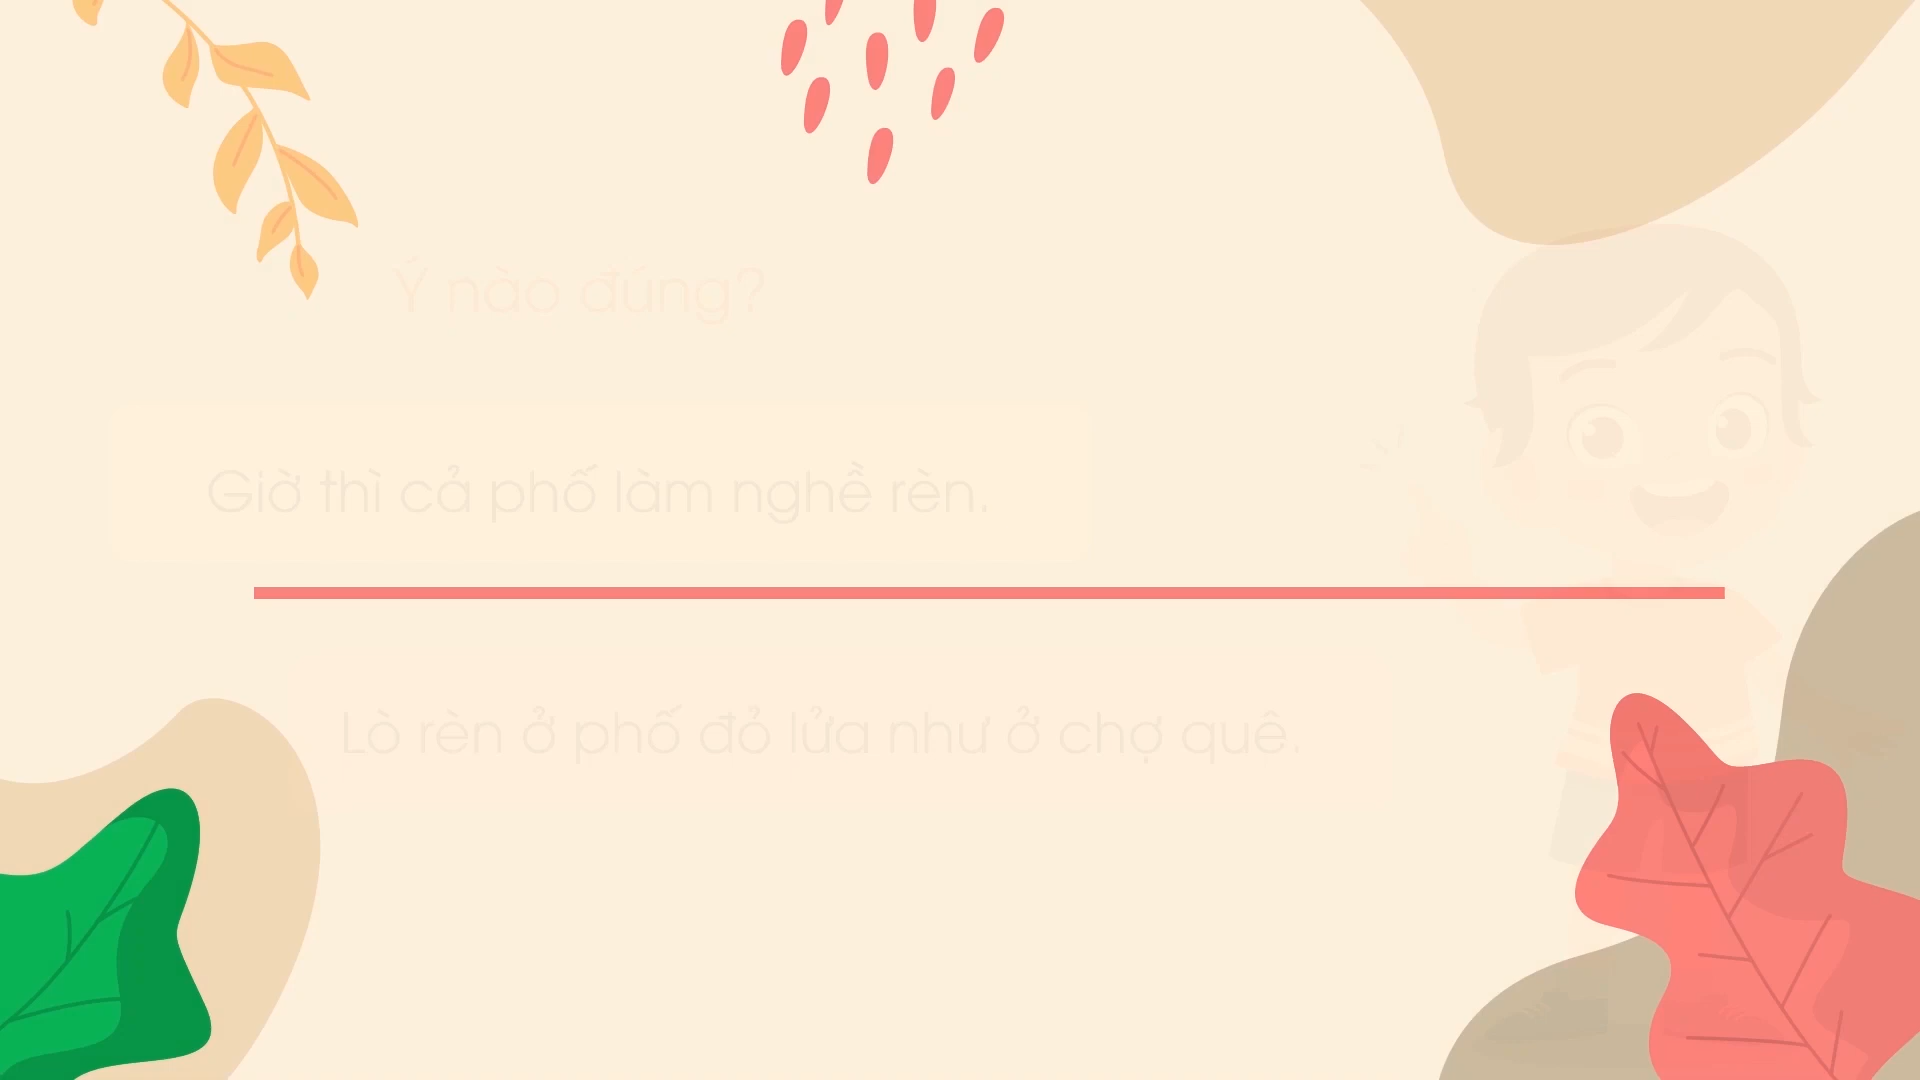 Ý nào đúng?
Giờ thì cả phố làm nghề rèn.
Lò rèn ở phố đỏ lửa như ở chợ quê.